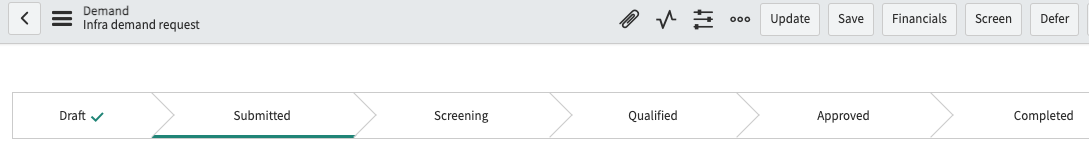 Demand
Infra demand request
Update
Save
Financials
Screen
Defer
Draft
Submitted
Screening
Qualified
Approved
Completed